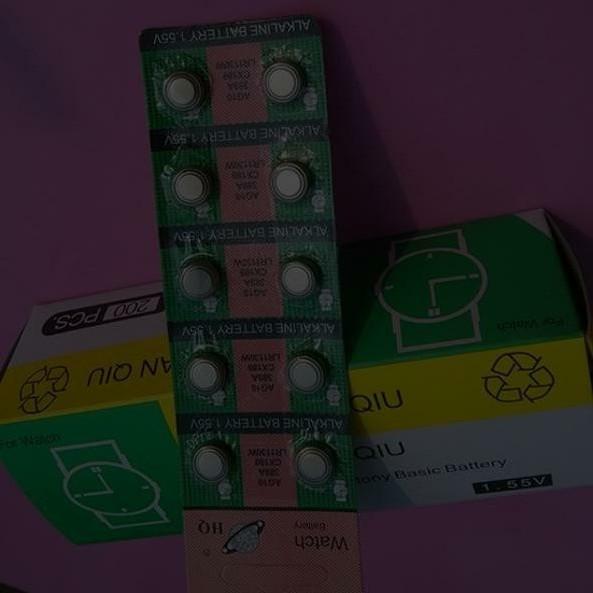 ALKALINE BATTERY 1.55V
LR1130W
CX189
389A
AG10
ALKALINE BATTERY 1.55V
LR1130W
CX189
389A
AG10
ALKALINE BATTERY 1.55V
LR1130W
CX189
389A
AG10
ALKALINE BATTERY 1.55V
LR1130W
CX189
389A
AG10
ALKALINE BATTERY 1.55V
LR1130W
CX189
389A
AG10
Watch
Battery
HQ
200 PCS.
AN QIU
For Watch
For Watch
QIU
QIU
Basic Battery
1.55V